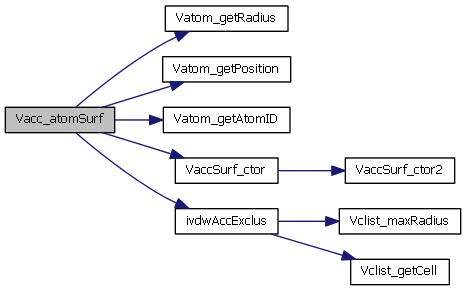 Vatom_getRadius
Vatom_getPosition
Vacc_atomSurf
Vatom_getAtomID
VaccSurf_ctor
VaccSurf_ctor2
ivdwAccExclus
Vclist_maxRadius
Vclist_getCell